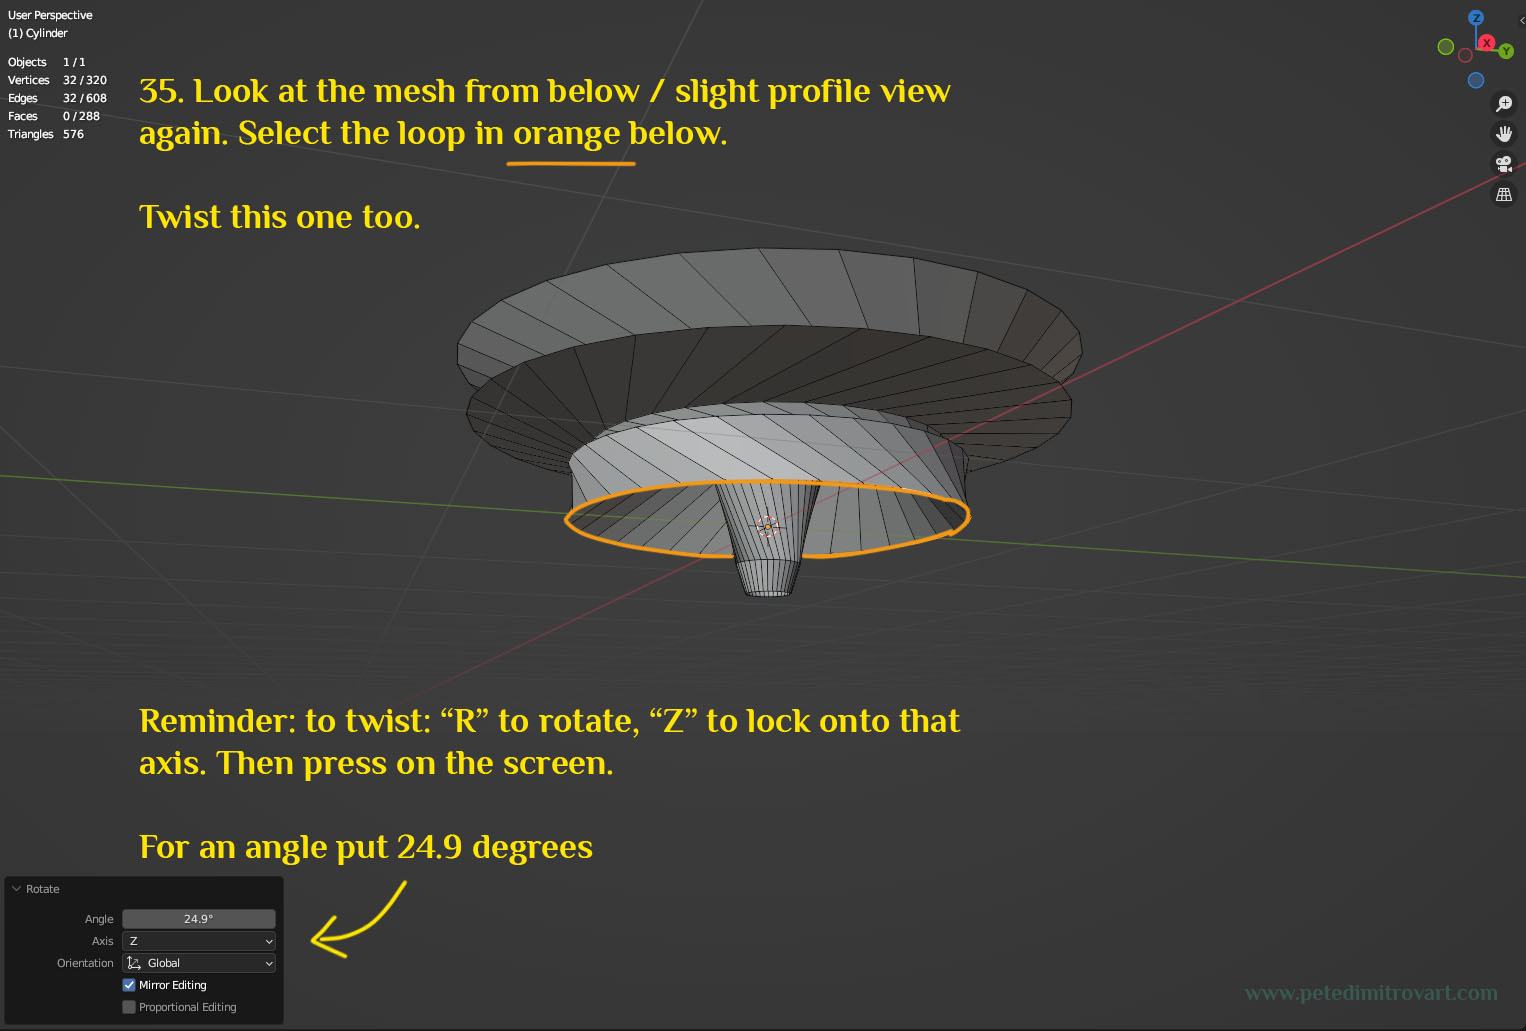 User Perspective
(1) Cylinder
Objects 1 / 1
Vertices 32 / 320
Edges 32 / 608
Faces 0 / 288
Triangles 576
Z
X
Y
35. Look at the mesh from below / slight profile view
again. Select the loop in orange below.
Twist this one too.
Reminder: to twist: “R” to rotate, “Z” to lock onto that
axis. Then press on the screen.
For an angle put 24.9 degrees
Rotate
Angle 24.9°
Axis Z
Orientation Global
Mirror Editing
Proportional Editing
www.petedimitrovart.com